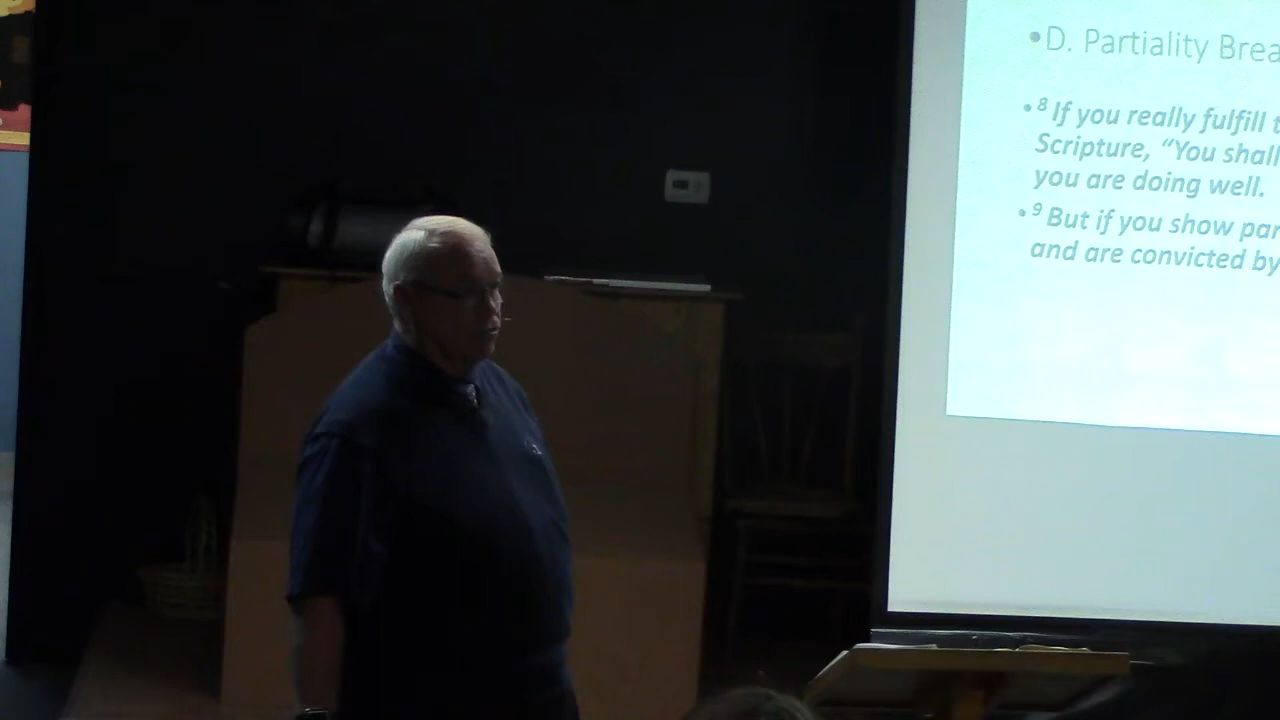 •D. Partiality Brea
•⁸ If you really fulfill t
Scripture, “You shall
you are doing well.
•⁹ But if you show par
and are convicted by